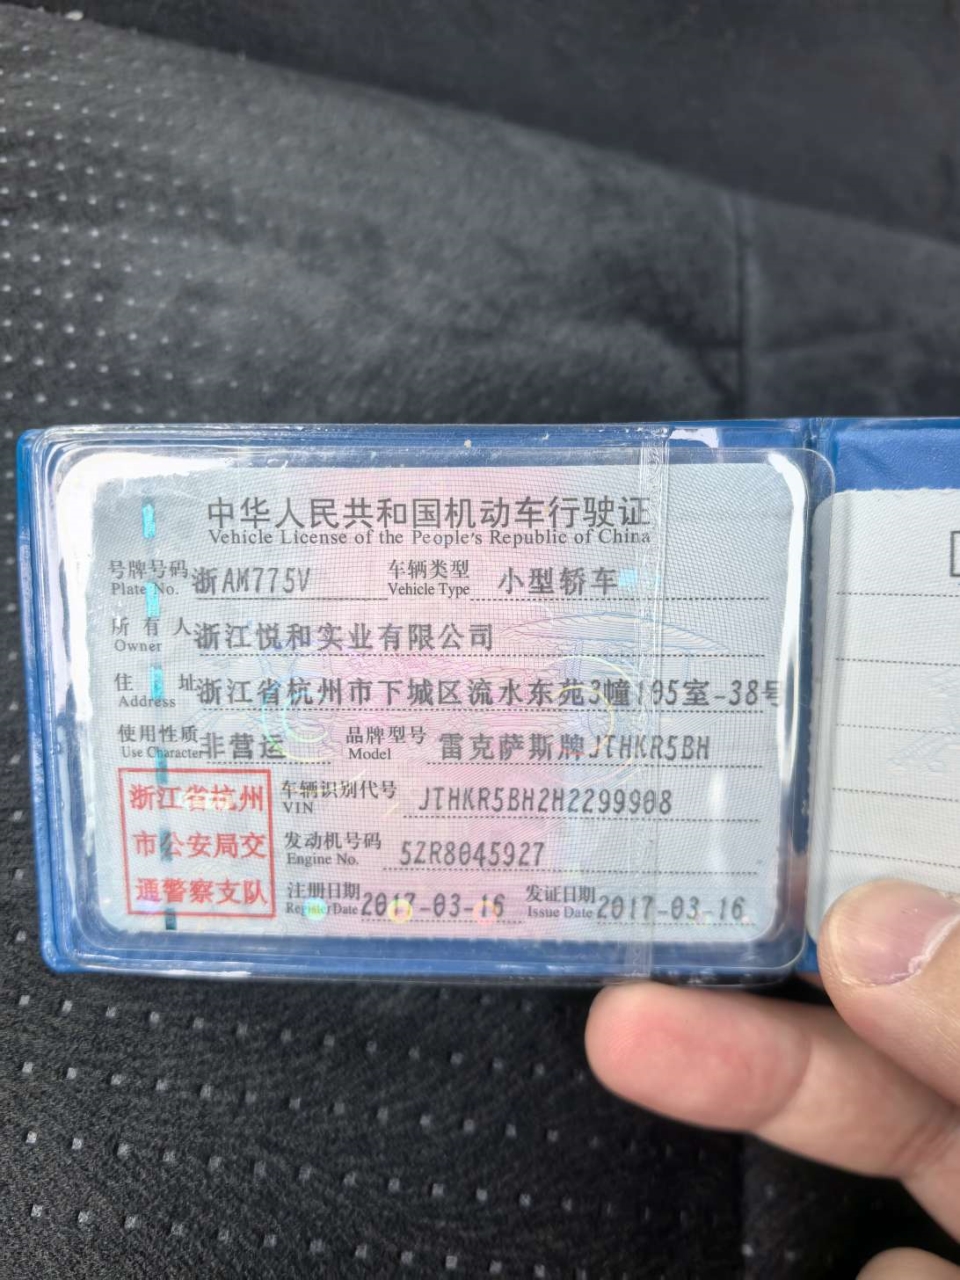 中华人民共和国机动车行驶证
Vehicle License of the People's Republic of China
号牌号码 浙AM775V 车辆类型 小型轿车
Plate No. Vehicle Type
所有人 浙江悦和实业有限公司
Owner
住址 浙江省杭州市下城区流水东苑3幢105室-38号
Address
使用性质 非营运 品牌型号 雷克萨斯牌JTHKR5BH
Use Character Model
浙江省杭州
市公安局交
通警察支队
车辆识别代号 JTHKR5BH2H2299908
VIN
发动机号码 5ZR8045927
Engine No.
注册日期 2017-03-16 发证日期 2017-03-16
Register Date Issue Date